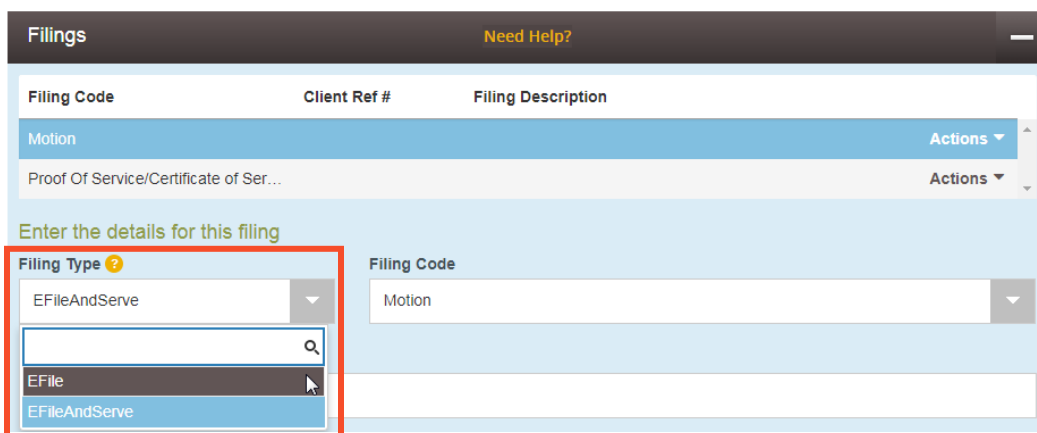 Filings Need Help?
Filing Code Client Ref # Filing Description
Motion Actions
Proof Of Service/Certificate of Ser... Actions
Enter the details for this filing
Filing Type ? Filing Code
EFileAndServe Motion
EFile
EFileAndServe